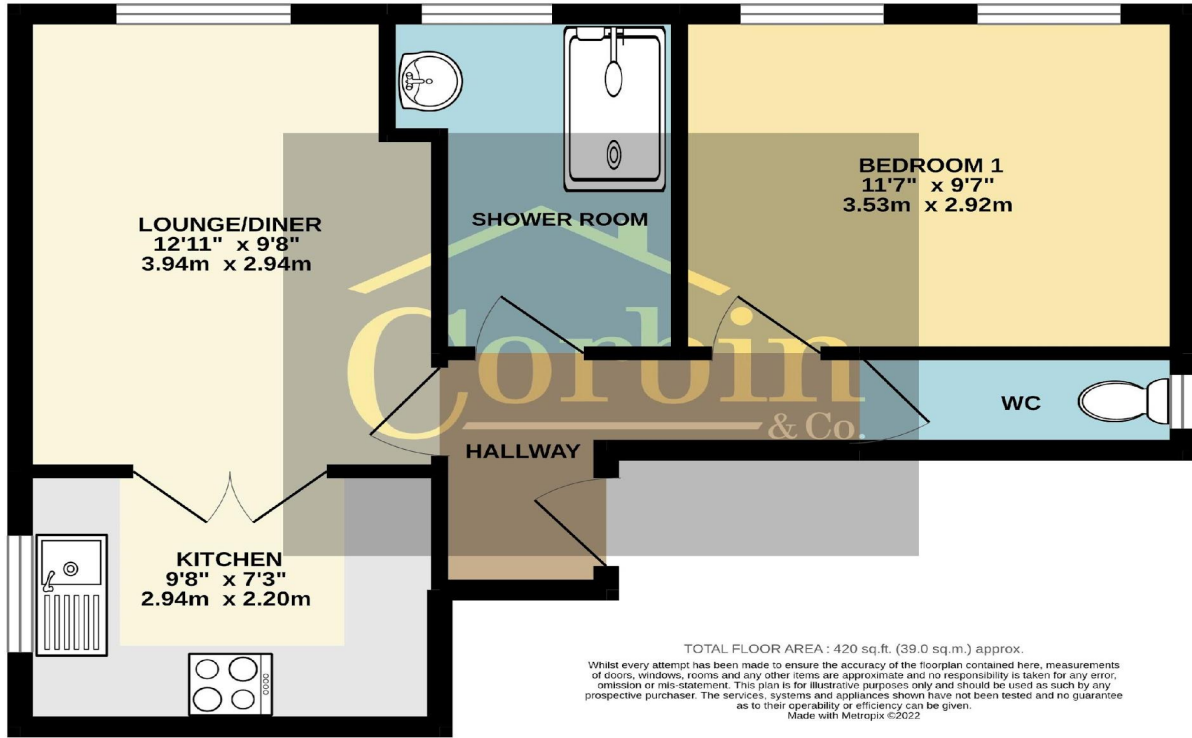 LOUNGE/DINER
12'11" x 9'8"
3.94m x 2.94m
SHOWER ROOM
BEDROOM 1
11'7" x 9'7"
3.53m x 2.92m
Corbin
& Co.
WC
HALLWAY
KITCHEN
9'8" x 7'3"
2.94m x 2.20m
TOTAL FLOOR AREA : 420 sq.ft. (39.0 sq.m.) approx.
Whilst every attempt has been made to ensure the accuracy of the floorplan contained here, measurements
of doors, windows, rooms and any other items are approximate and no responsibility is taken for any error,
omission or mis-statement. This plan is for illustrative purposes only and should be used as such by any
prospective purchaser. The services, systems and appliances shown have not been tested and no guarantee
as to their operability or efficiency can be given.
Made with Metropix ©2022